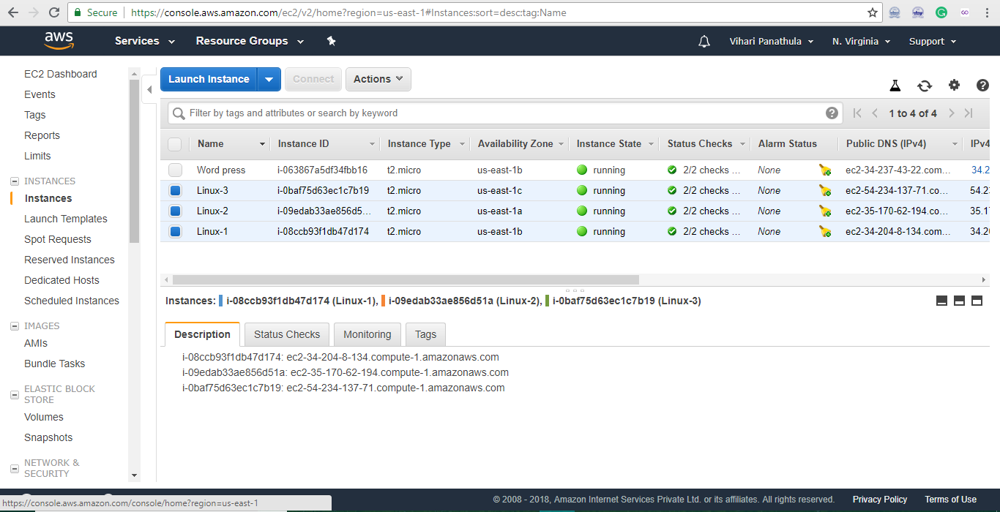 Secure https://console.aws.amazon.com/ec2/v2/home?region=us-east-1#Instances:sort=desc:tag:Name
aws Services Resource Groups Vihari Panathula N. Virginia Support
EC2 Dashboard
Events
Tags
Reports
Limits
INSTANCES
Instances
Launch Templates
Spot Requests
Reserved Instances
Dedicated Hosts
Scheduled Instances
IMAGES
AMIs
Bundle Tasks
ELASTIC BLOCK
STORE
Volumes
Snapshots
NETWORK &
SECURITY
Launch Instance Connect Actions
Filter by tags and attributes or search by keyword 1 to 4 of 4
Name Instance ID Instance Type Availability Zone Instance State Status Checks Alarm Status Public DNS (IPv4) IPv4
Word press i-063867a5df34fbb16 t2.micro us-east-1b running 2/2 checks ... None ec2-34-237-43-22.com... 34.2
Linux-3 i-0baf75d63ec1c7b19 t2.micro us-east-1c running 2/2 checks ... None ec2-54-234-137-71.co... 54.23
Linux-2 i-09edab33ae856d5... t2.micro us-east-1a running 2/2 checks ... None ec2-35-170-62-194.co... 35.17
Linux-1 i-08ccb93f1db47d174 t2.micro us-east-1b running 2/2 checks ... None ec2-34-204-8-134.com... 34.20
Instances: i-08ccb93f1db47d174 (Linux-1), i-09edab33ae856d51a (Linux-2), i-0baf75d63ec1c7b19 (Linux-3)
Description Status Checks Monitoring Tags
i-08ccb93f1db47d174: ec2-34-204-8-134.compute-1.amazonaws.com
i-09edab33ae856d51a: ec2-35-170-62-194.compute-1.amazonaws.com
i-0baf75d63ec1c7b19: ec2-54-234-137-71.compute-1.amazonaws.com
© 2008 - 2018, Amazon Internet Services Private Ltd. or its affiliates. All rights reserved. Privacy Policy Terms of Use
https://console.aws.amazon.com/console/home?region=us-east-1